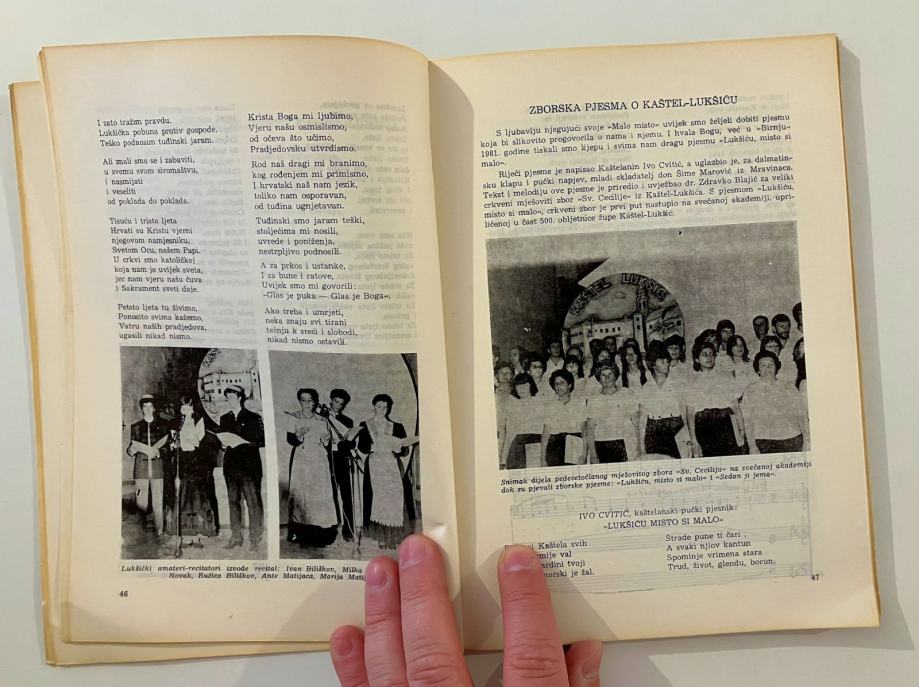 I zato tražim pravdu.
Lukšićka pobuna protiv gospode.
Teško podnosim tuđinski jaram.
Ali mali smo se i zabaviti,
u svemu svom siromaštvu,
i nasmijati
i veseliti
od poklada do poklada.
Tisuću i tristo ljeta
Hrvati su Kristu vjerni
njegovom namjesniku,
Svetom Ocu, našem Papi.
U crkvi smo katoličkoj
koja nam je uvijek sveta,
jer nam vjeru našu čuva
i Sakrament sveti daje.
Petsto ljeta tu živimo,
Ponosito svima kažemo,
Vatru naših pradjedova,
ugasili nikad nismo.
Krista Boga mi ljubimo,
Vjeru našu osmislismo,
od očeva što učimo,
Pradjedovsku utvrdismo.
Rod naš dragi mi branimo,
kog rođenjem mi primismo,
I hrvatski naš nam jezik,
toliko nam osporavan,
od tuđina ugnjetavan.
Tuđinski smo jaram teški,
stoljećima mi nosili,
uvrede i poniženja,
nestrpljivo podnosili.
A za prkos i ustanke,
I za bune i ratove,
Uvijek smo mi govorili:
»Glas je puka — Glas je Boga«.
Ako treba i umrjeti,
neka znaju svi tirani
težnju k sreći i slobodi,
nikad nismo ostavili.
Lukšićki amateri-recitatori izvode recital: Ivan Biliškov, Milka
Novak, Ružica Biliškov, Ante Matijaca, Marija
46
ZBORSKA PJESMA O KAŠTEL-LUKŠIĆU
S ljubavlju njegujući svoje »Malo misto« uvijek smo željeli dobiti pjesmu
koja bi slikovito progovorila o nama i njemu. I hvala Bogu, već u »Birnju«
1981. godine tiskali smo lijepu i svima nam dragu pjesmu »Lukšiću, misto si
malo«.
Riječi pjesme je napisao Kaštelanin Ivo Cvitić, a uglazbio je, za dalmatin-
sku klapu i pučki napjev, mladi skladatelj don Šime Marović iz Mravinaca.
Tekst i melodiju ove pjesme je priredio i uvježbao dr. Zdravko Blajić za veliki
crkveni mješoviti zbor »Sv. Cecilije« iz Kaštel-Lukšića. S pjesmom »Lukšiću,
misto si malo«, crkveni zbor je prvi put nastupio na svečanoj akademiji, upri-
ličenoj u čast 500. obljetnice župe Kaštel-Lukšić.
KAŠTEL LUKŠIĆ
Snimak dijela pedesetočlanog mješovitog zbora »Sv. Cecilija« na svečanoj akademiji
dok su pjevali zborske pjesme: »Lukšiću, misto si malo« i »Sedan ji jema«.
IVO CVITIĆ, kaštelanski pučki pjesnik:
»LUKŠIĆU MISTO SI MALO«
Kaštela svih
mije val
tvoji
je žal.
Strade pune ti čari
A svaki njiov kantun
Spominje vrimena stara
Trud, život, glendu, bocun.
47